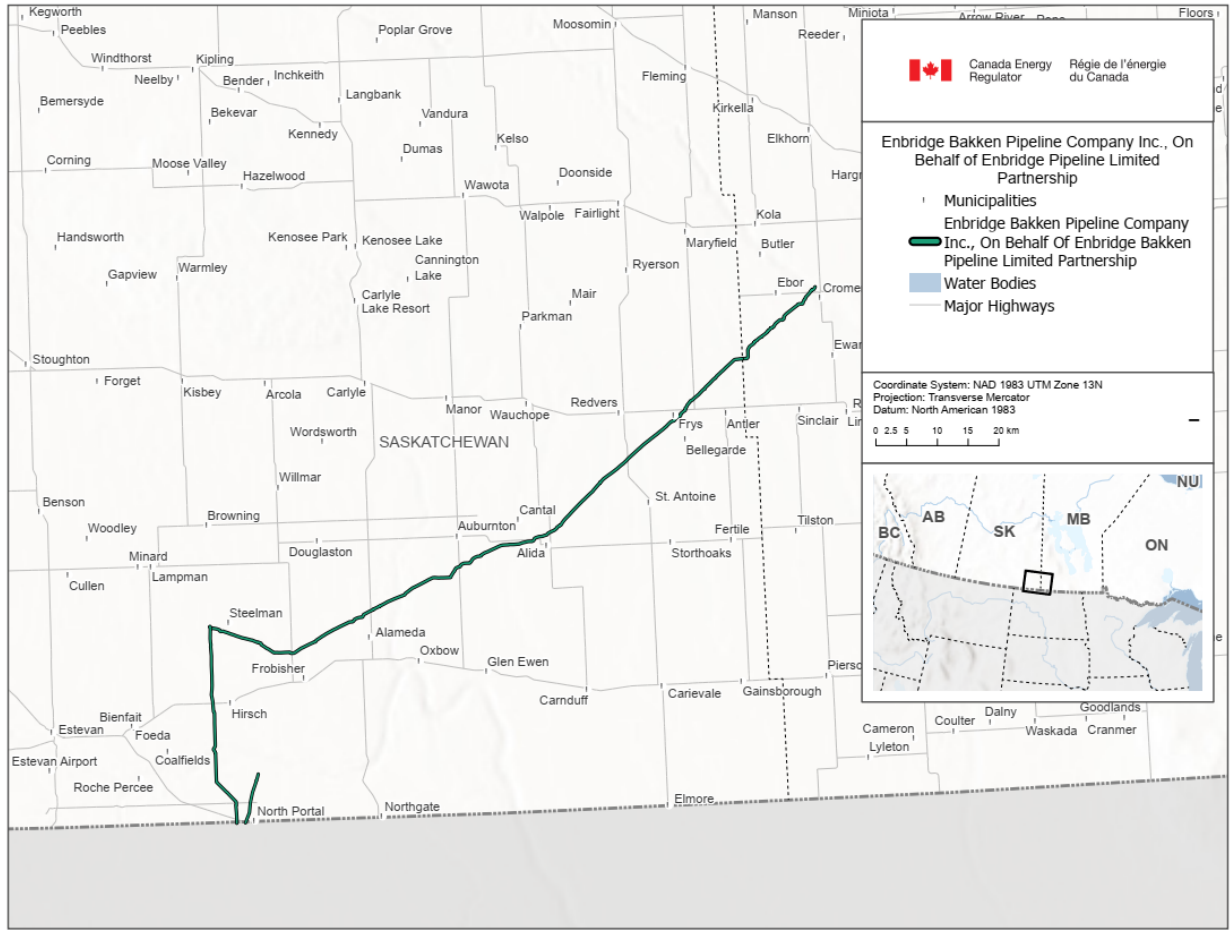 Kegworth
Peebles
Windthorst
Kipling
Neelby
Bender
Inchkeith
Poplar Grove
Moosomin
Manson
Miniota
Arrow River
Floors
Reeder
Fleming
Kirkella
Elkhorn
Bemersyde
Bekevar
Langbank
Kennedy
Vandura
Kelso
Dumas
Doonside
Corning
Moose Valley
Hazelwood
Wawota
Walpole
Fairlight
Kola
Maryfield
Butler
Handsworth
Kenosee Park
Kenosee Lake
Cannington
Lake
Ryerson
Gapview
Warmley
Carlyle
Lake Resort
Mair
Parkman
Ebor
Stoughton
Forget
Kisbey
Arcola
Carlyle
Manor
Wauchope
Redvers
Frys
Antler
Sinclair
Wordsworth
SASKATCHEWAN
Bellegarde
Willmar
Benson
Woodley
Browning
Cantal
Auburnton
St. Antoine
Fertile
Tilston
Minard
Douglaston
Alida
Storthoaks
Cullen
Lampman
Steelman
Alameda
Oxbow
Glen Ewen
Frobisher
Carnduff
Carievale
Gainsborough
Hirsch
Bienfait
Estevan
Foeda
Coalfields
Estevan Airport
Roche Percee
North Portal
Northgate
Elmore
Cameron
Lyleton
Coulter
Dalny
Waskada
Goodlands
Cranmer
Canada Energy
Regulator
Régie de l'énergie
du Canada
Enbridge Bakken Pipeline Company Inc., On
Behalf of Enbridge Pipeline Limited
Partnership
Municipalities
Enbridge Bakken Pipeline Company
Inc., On Behalf Of Enbridge Bakken
Pipeline Limited Partnership
Water Bodies
Major Highways
Coordinate System: NAD 1983 UTM Zone 13N
Projection: Transverse Mercator
Datum: North American 1983
0 2.5 5 10 15 20 km
BC
AB
SK
MB
ON
NU